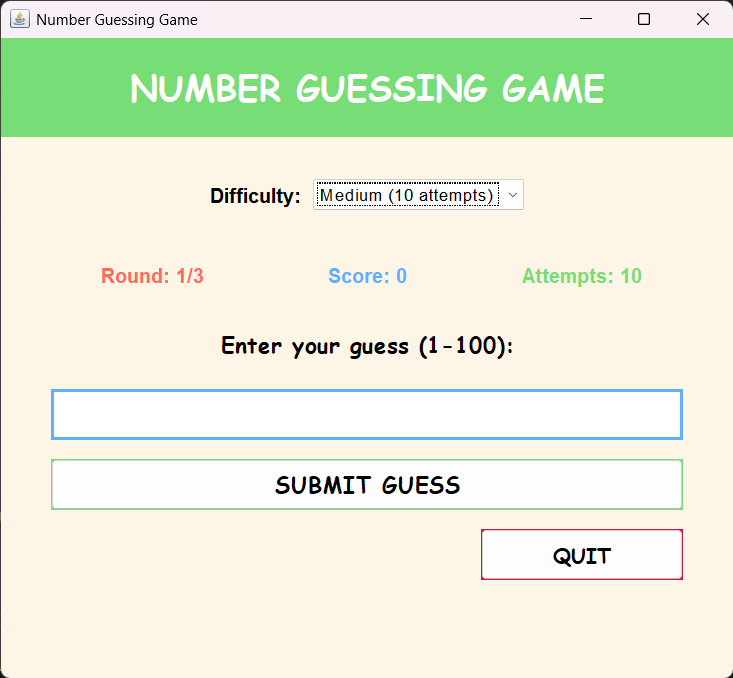 Number Guessing Game
NUMBER GUESSING GAME
Difficulty: Medium (10 attempts)
Round: 1/3 Score: 0 Attempts: 10
Enter your guess (1-100):
SUBMIT GUESS
QUIT